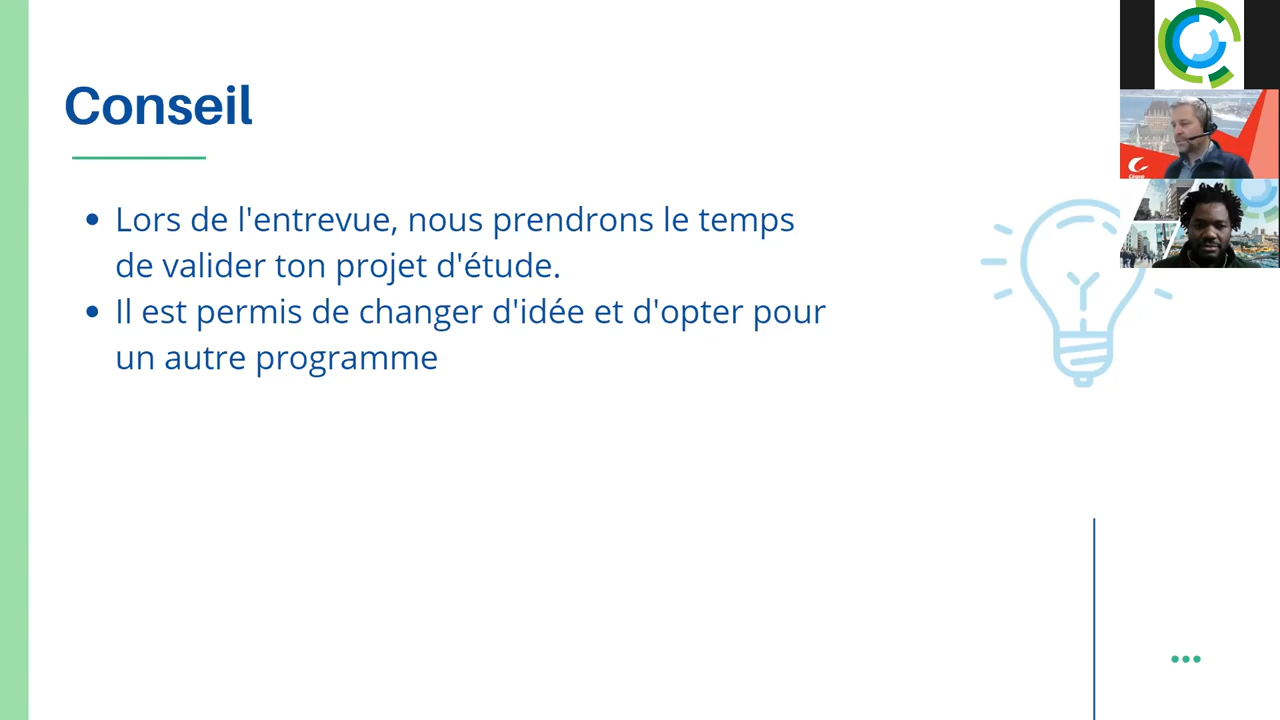 Conseil
• Lors de l'entrevue, nous prendrons le temps
de valider ton projet d'étude.
• Il est permis de changer d'idée et d'opter pour
un autre programme
Cégep